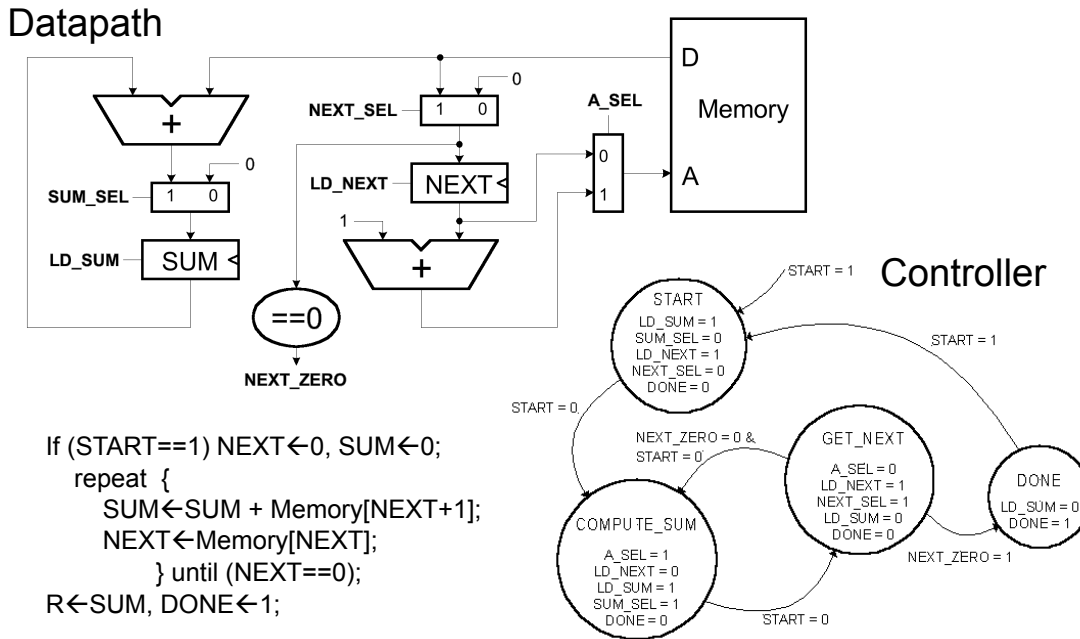 Datapath
D
Memory
A
0
NEXT_SEL
1 0
A_SEL
0
1
+
0
SUM_SEL
1 0
LD_NEXT
NEXT
1
+
LD_SUM
SUM
==0
NEXT_ZERO
Controller
START = 1
START
LD_SUM = 1
SUM_SEL = 0
LD_NEXT = 1
NEXT_SEL = 0
DONE = 0
START = 1
START = 0
NEXT_ZERO = 0 &
START = 0
GET_NEXT
A_SEL = 0
LD_NEXT = 1
NEXT_SEL = 1
LD_SUM = 0
DONE = 0
DONE
LD_SUM = 0
DONE = 1
NEXT_ZERO = 1
COMPUTE_SUM
A_SEL = 1
LD_NEXT = 0
LD_SUM = 1
SUM_SEL = 1
DONE = 0
START = 0
If (START==1) NEXT←0, SUM←0;
repeat {
SUM←SUM + Memory[NEXT+1];
NEXT←Memory[NEXT];
} until (NEXT==0);
R←SUM, DONE←1;